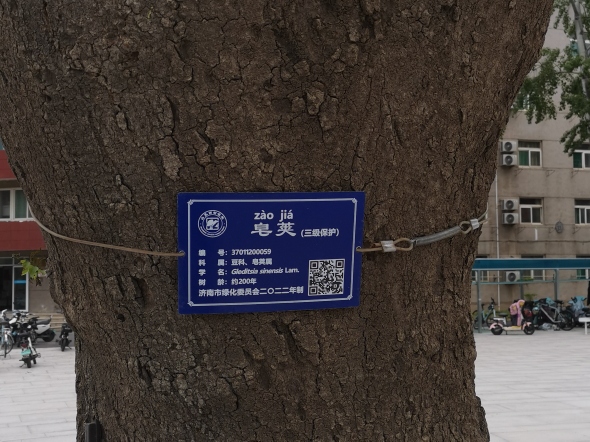 zào jiá
皂荚 (三级保护)
编 号: 37011200059
科 属: 豆科、皂荚属
学 名: Gleditsia sinensis Lam.
树 龄: 约200年
济南市绿化委员会二〇二二年制